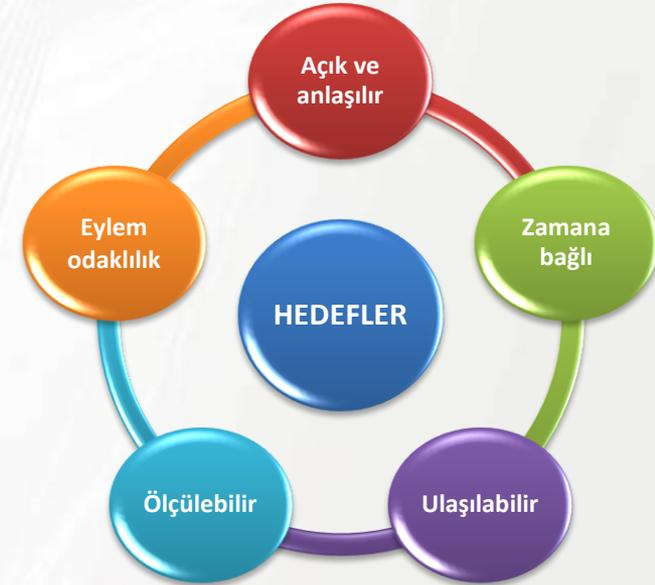 Açık ve
anlaşılır
Eylem
odaklılık
Zamana
bağlı
HEDEFLER
Ölçülebilir
Ulaşılabilir